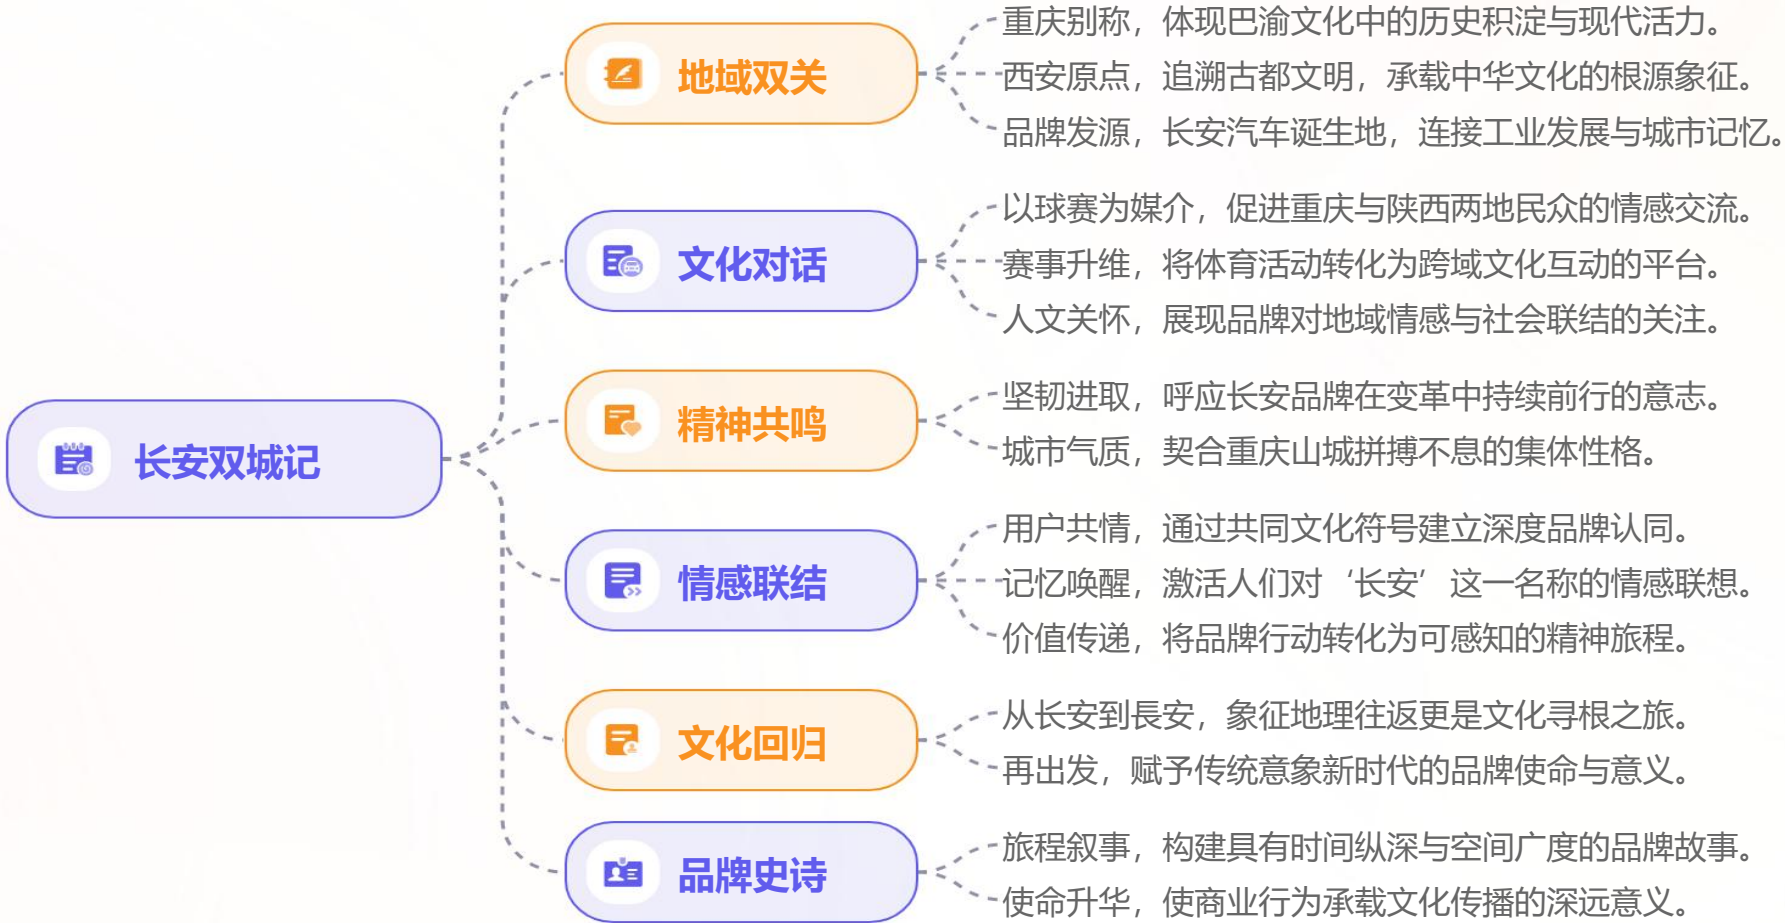 长安双城记
地域双关
重庆别称，体现巴渝文化中的历史积淀与现代活力。
西安原点，追溯古都文明，承载中华文化的根源象征。
品牌发源，长安汽车诞生地，连接工业发展与城市记忆。
文化对话
以球赛为媒介，促进重庆与陕西两地民众的情感交流。
赛事升维，将体育活动转化为跨域文化互动的平台。
人文关怀，展现品牌对地域情感与社会联结的关注。
精神共鸣
坚韧进取，呼应长安品牌在变革中持续前行的意志。
城市气质，契合重庆山城拼搏不息的集体性格。
情感联结
用户共情，通过共同文化符号建立深度品牌认同。
记忆唤醒，激活人们对‘长安’这一名称的情感联想。
价值传递，将品牌行动转化为可感知的精神旅程。
文化回归
从长安到長安，象征地理往返更是文化寻根之旅。
再出发，赋予传统意象新时代的品牌使命与意义。
品牌史诗
旅程叙事，构建具有时间纵深与空间广度的品牌故事。
使命升华，使商业行为承载文化传播的深远意义。